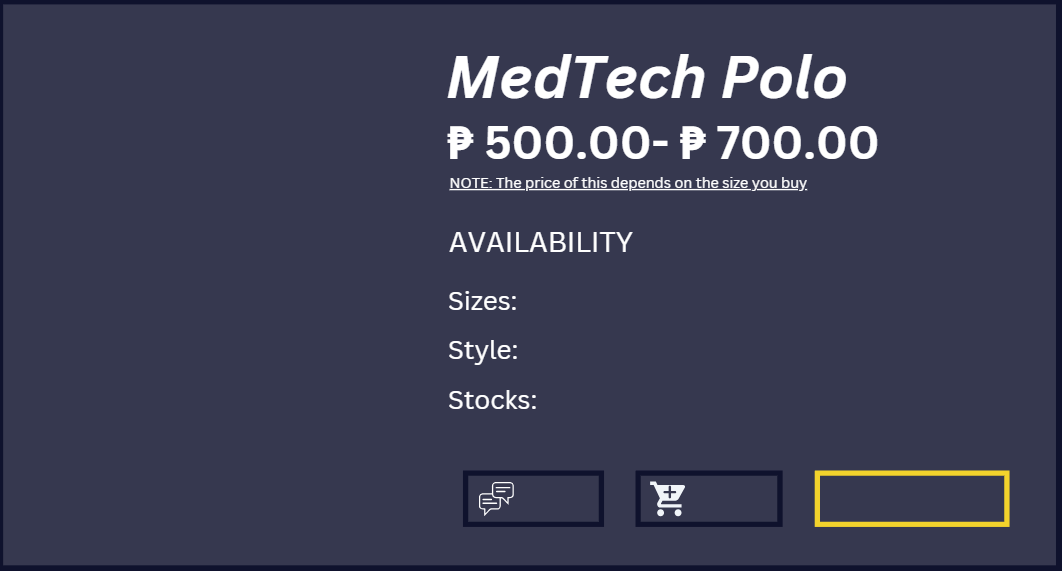 MedTech Polo
₱ 500.00- ₱ 700.00
NOTE: The price of this depends on the size you buy
AVAILABILITY
Sizes:
Style:
Stocks: